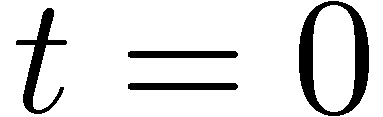 t = 0